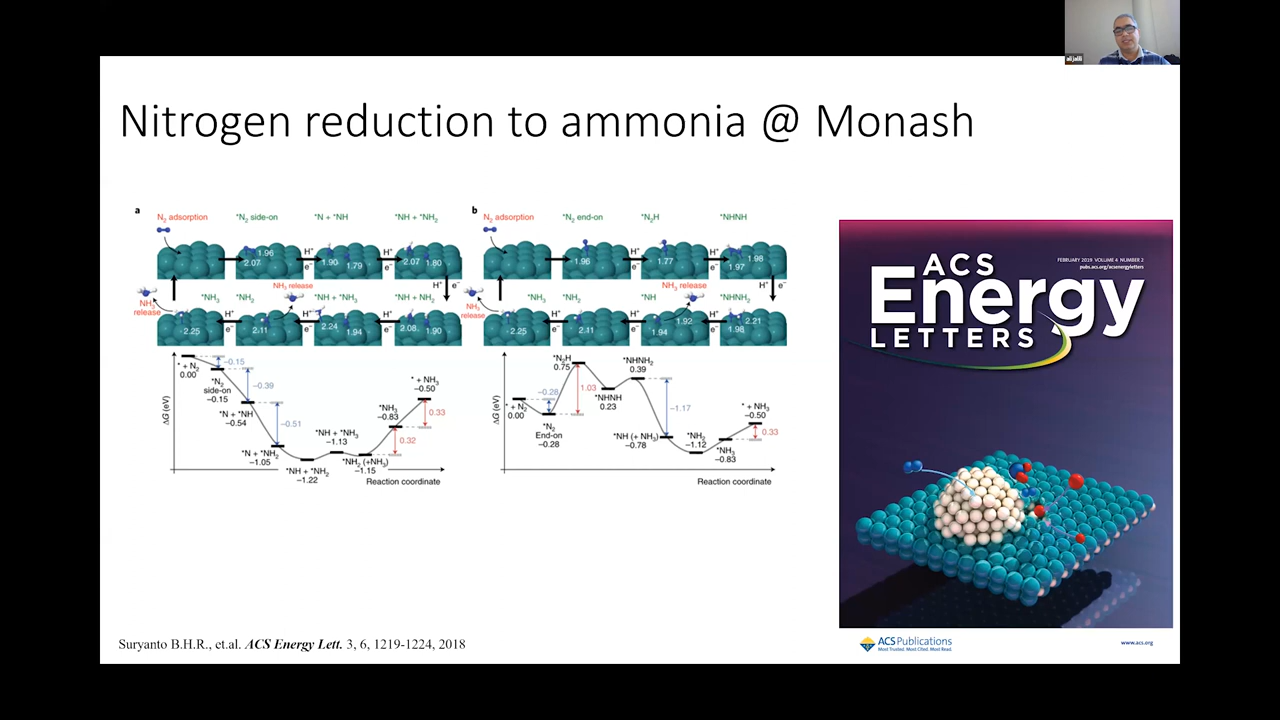 alijalili
Nitrogen reduction to ammonia @ Monash
a
N2 adsorption
*N2 side-on
*N + *NH
*NH + *NH2
1.96
2.07
H+
e−
1.90
1.79
H+
e−
2.07
1.80
H+
e−
NH3 release
*NH3
*NH2
NH3 release
*NH + *NH3
*NH + *NH2
2.25
H+
e−
2.11
2.24
1.94
H+
e−
2.08
1.90
ΔG (eV)
* + N2
0.00
−0.15
*N2
side-on
−0.15
−0.39
*N + *NH
−0.54
−0.51
*N + *NH2
−1.05
*NH + *NH2
−1.22
*NH + *NH3
−1.13
*NH2 (+NH3)
−1.15
0.32
*NH3
−0.83
0.33
* + NH3
−0.50
Reaction coordinate
b
N2 adsorption
*N2 end-on
*N2H
*NHNH
1.96
H+
e−
1.77
H+
e−
1.98
1.97
H+
e−
NH3 release
*NH3
*NH2
*NH
NH3 release
*NHNH2
2.25
H+
e−
2.11
1.94
1.92
H+
e−
2.21
1.98
ΔG (eV)
* + N2
0.00
−0.28
*N2
End-on
−0.28
*N2H
0.75
1.03
*NHNH
0.23
*NHNH2
0.39
−1.17
*NH (+ NH3)
−0.78
*NH2
−1.12
*NH3
−0.83
0.33
* + NH3
−0.50
Reaction coordinate
FEBRUARY 2019 VOLUME 4 NUMBER 2
pubs.acs.org/acsenergyletters
ACS
Energy
LETTERS
ACS Publications
Most Trusted. Most Cited. Most Read.
www.acs.org
Suryanto B.H.R., et.al. ACS Energy Lett. 3, 6, 1219-1224, 2018